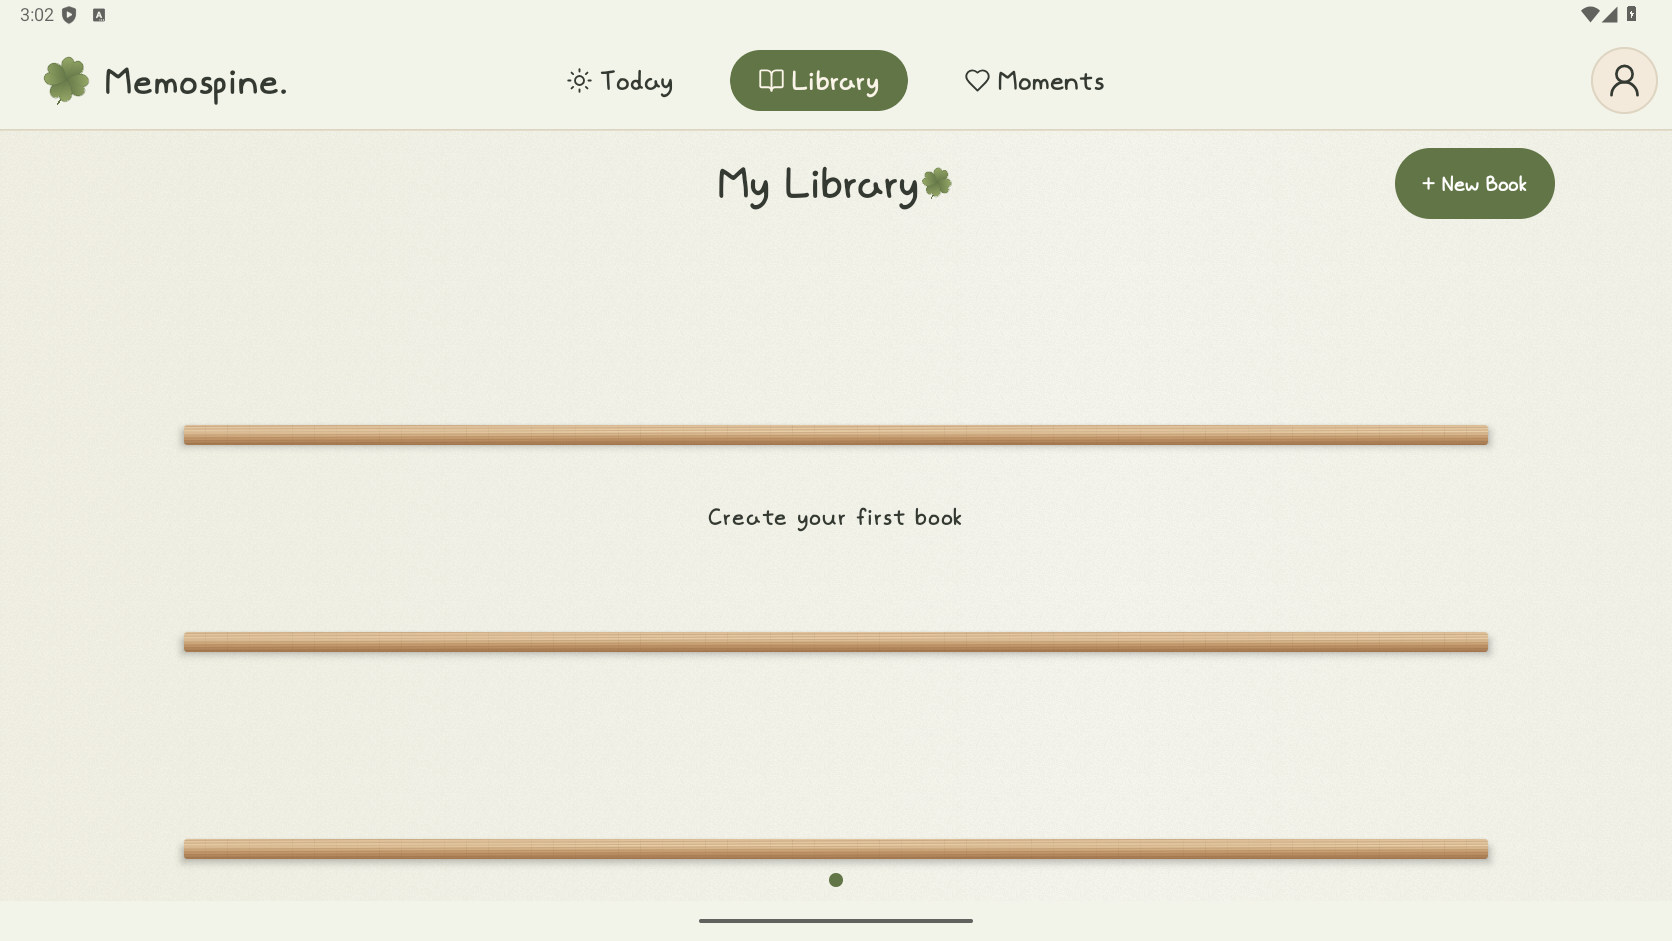 3:02
Memospine.
Today
Library
Moments
My Library
+ New Book
Create your first book